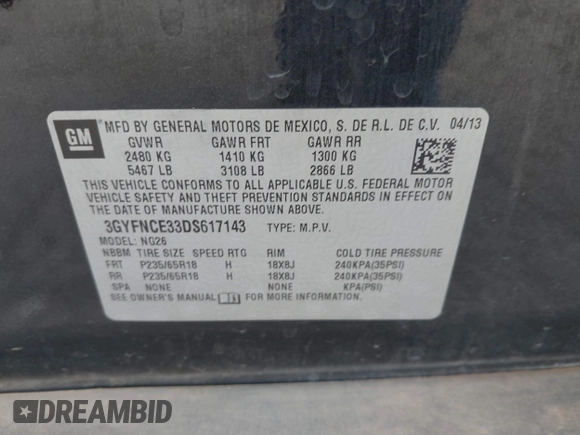 GM
MFD BY GENERAL MOTORS DE MEXICO, S. DE R.L. DE C.V. 04/13
GVWR GAWR FRT GAWR RR
2480 KG 1410 KG 1300 KG
5467 LB 3108 LB 2866 LB
THIS VEHICLE CONFORMS TO ALL APPLICABLE U.S. FEDERAL MOTOR
VEHICLE SAFETY, BUMPER, AND THEFT PREVENTION STANDARDS IN
EFFECT ON THE DATE OF MANUFACTURE SHOWN ABOVE.
3GYFNCE33DS617143 TYPE: M.P.V.
MODEL: NG26
NBBM TIRE SIZE SPEED RTG RIM COLD TIRE PRESSURE
FRT P235/65R18 H 18X8J 240KPA(35PSI)
RR P235/65R18 H 18X8J 240KPA(35PSI)
SPA NONE NONE KPA(PSI)
SEE OWNER'S MANUAL FOR MORE INFORMATION.
DREAMBID